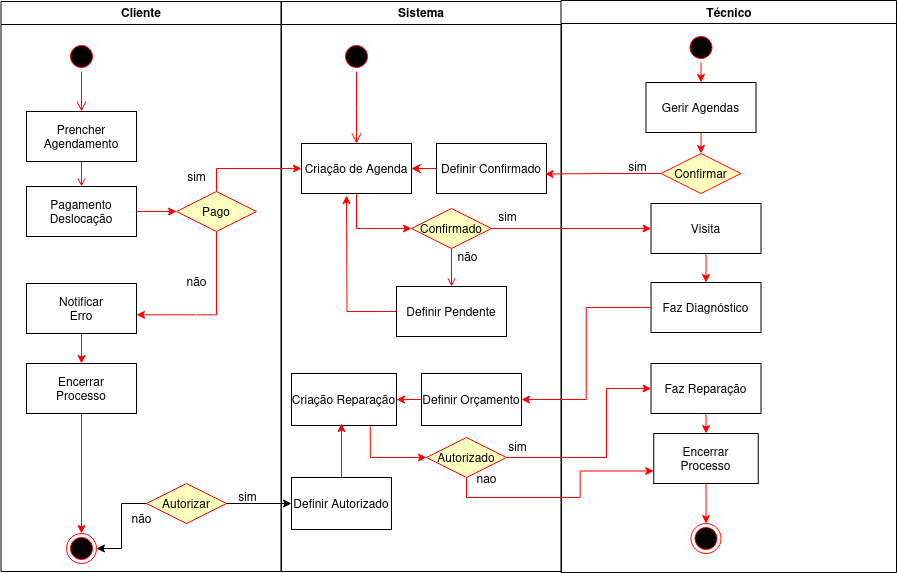 Cliente
Sistema
Técnico
Prencher
Agendamento
Pagamento
Deslocação
Pago
sim
não
Notificar
Erro
Encerrar
Processo
Autorizar
sim
não
Criação de Agenda
Definir Confirmado
Confirmado
sim
não
Definir Pendente
Criação Reparação
Definir Orçamento
Autorizado
sim
nao
Definir Autorizado
Gerir Agendas
Confirmar
sim
Visita
Faz Diagnóstico
Faz Reparação
Encerrar
Processo